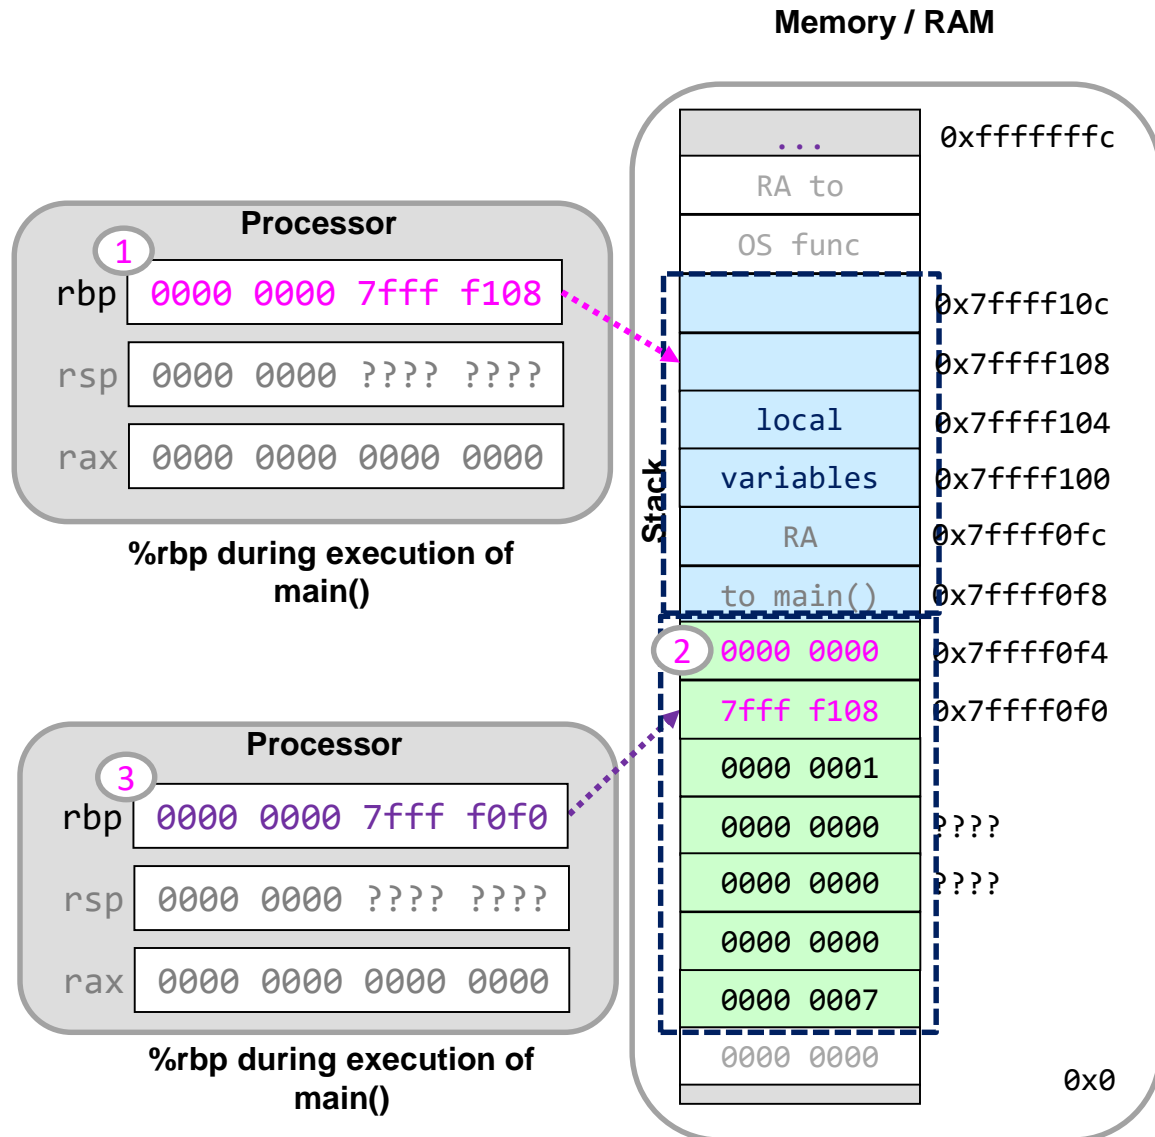 Memory / RAM
... 0xfffffffc
RA to
OS func
Processor
1
rbp 0000 0000 7fff f108
rsp 0000 0000 ???? ????
rax 0000 0000 0000 0000
%rbp during execution of
main()
Stack
0x7ffff10c
0x7ffff108
local 0x7ffff104
variables 0x7ffff100
RA 0x7ffff0fc
to main() 0x7ffff0f8
2 0000 0000 0x7ffff0f4
7fff f108 0x7ffff0f0
0000 0001
0000 0000 ????
0000 0000 ????
0000 0000
0000 0007
0000 0000
0x0
Processor
3
rbp 0000 0000 7fff f0f0
rsp 0000 0000 ???? ????
rax 0000 0000 0000 0000
%rbp during execution of
main()